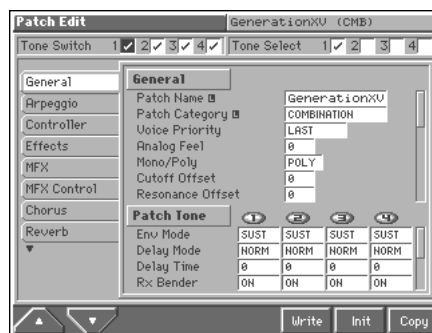 Patch Edit GenerationXV (CMB)
Tone Switch 1 2 3 4 Tone Select 1 2 3 4
General
Arpeggio
Controller
Effects
MFX
MFX Control
Chorus
Reverb
General
Patch Name GenerationXV
Patch Category COMBINATION
Voice Priority LAST
Analog Feel 0
Mono/Poly POLY
Cutoff Offset 0
Resonance Offset 0
Patch Tone 1 2 3 4
Env Mode SUST SUST SUST SUST
Delay Mode NORM NORM NORM NORM
Delay Time 0 0 0 0
Rx Bender ON ON ON ON
Write Init Copy